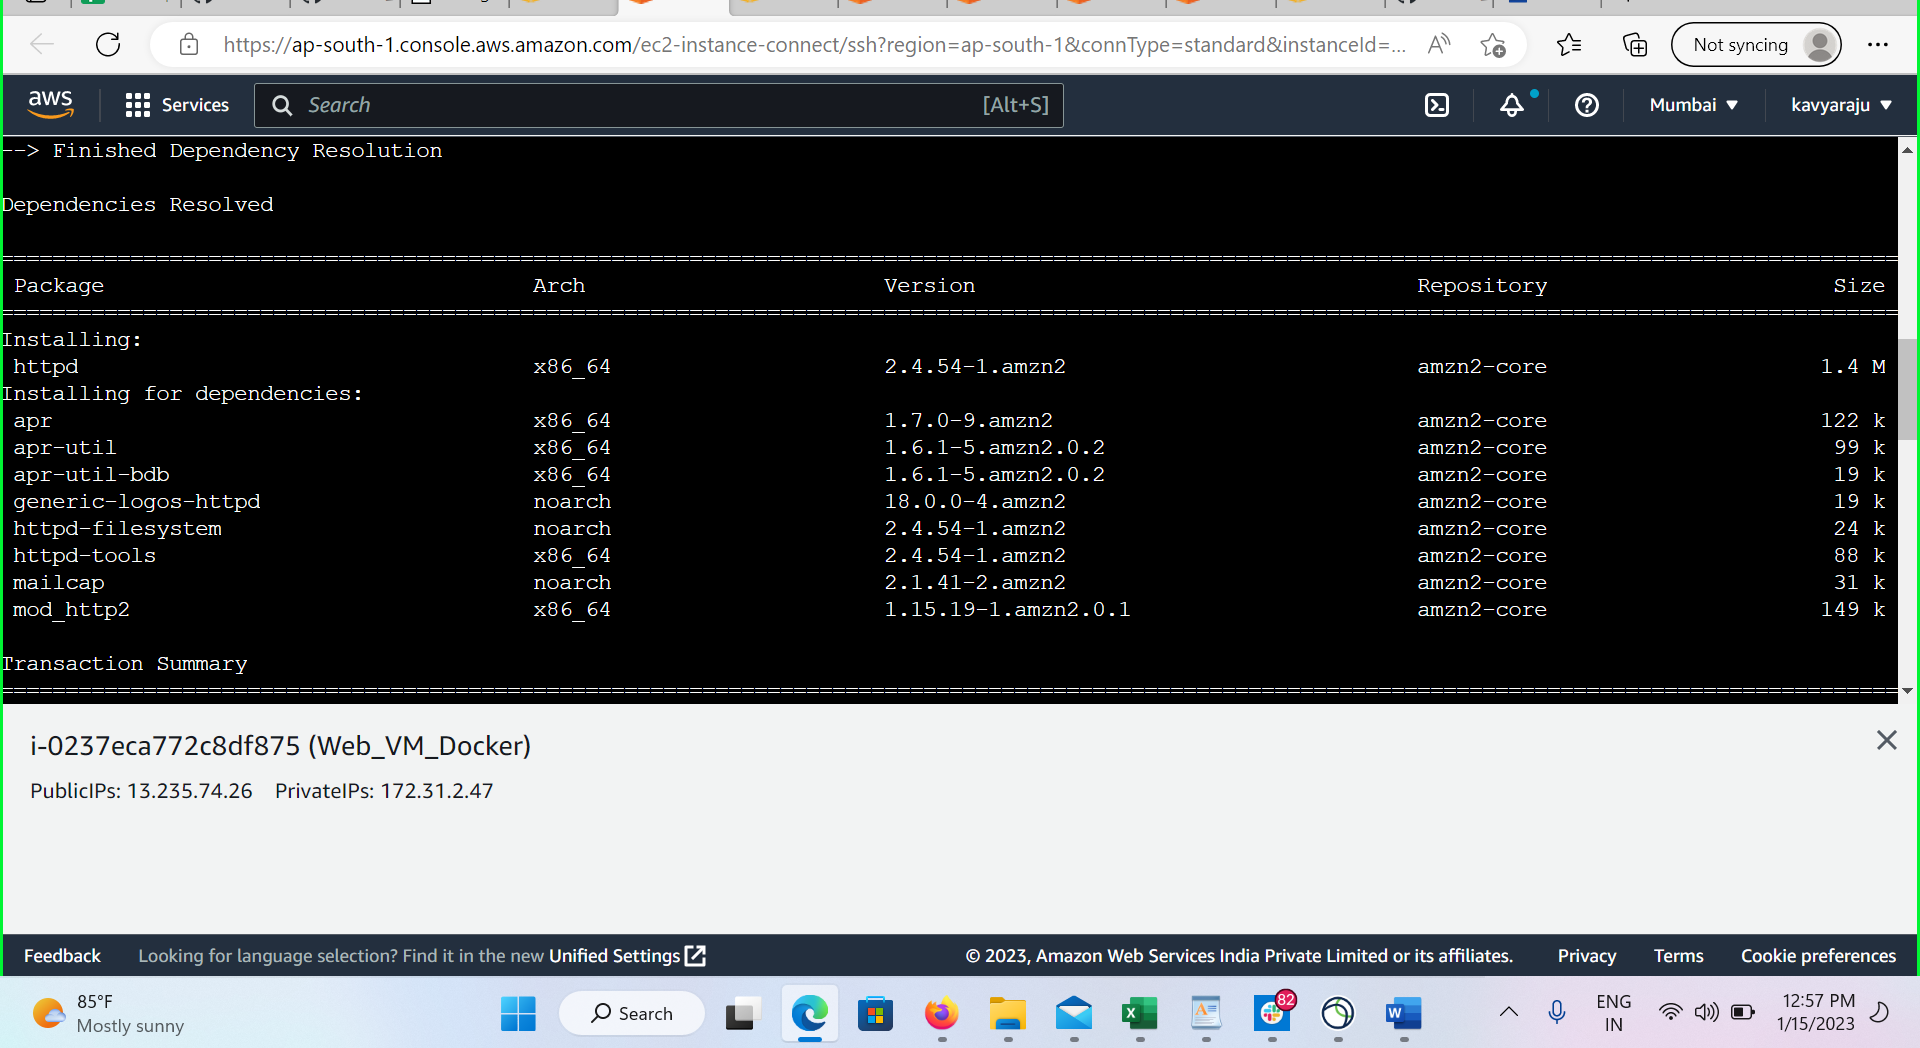 https://ap-south-1.console.aws.amazon.com/ec2-instance-connect/ssh?region=ap-south-1&connType=standard&instanceId=...
Not syncing
aws Services Search [Alt+S] Mumbai kavyaraju
--> Finished Dependency Resolution
Dependencies Resolved
Package Arch Version Repository Size
Installing:
httpd x86_64 2.4.54-1.amzn2 amzn2-core 1.4 M
Installing for dependencies:
apr x86_64 1.7.0-9.amzn2 amzn2-core 122 k
apr-util x86_64 1.6.1-5.amzn2.0.2 amzn2-core 99 k
apr-util-bdb x86_64 1.6.1-5.amzn2.0.2 amzn2-core 19 k
generic-logos-httpd noarch 18.0.0-4.amzn2 amzn2-core 19 k
httpd-filesystem noarch 2.4.54-1.amzn2 amzn2-core 24 k
httpd-tools x86_64 2.4.54-1.amzn2 amzn2-core 88 k
mailcap noarch 2.1.41-2.amzn2 amzn2-core 31 k
mod_http2 x86_64 1.15.19-1.amzn2.0.1 amzn2-core 149 k
Transaction Summary
i-0237eca772c8df875 (Web_VM_Docker)
PublicIPs: 13.235.74.26 PrivateIPs: 172.31.2.47
Feedback Looking for language selection? Find it in the new Unified Settings © 2023, Amazon Web Services India Private Limited or its affiliates. Privacy Terms Cookie preferences
85°F
Mostly sunny
Search
82
ENG
IN
12:57 PM
1/15/2023